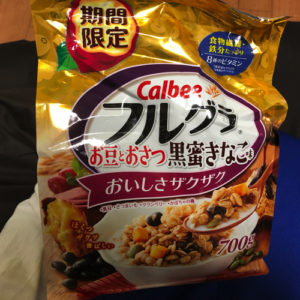 期間
限定
食物繊維
鉄分たっぷり
8種のビタミン
Calbee
フルグラ
お豆とおさつ 黒蜜きなこ味
おいしさザクザク
700g